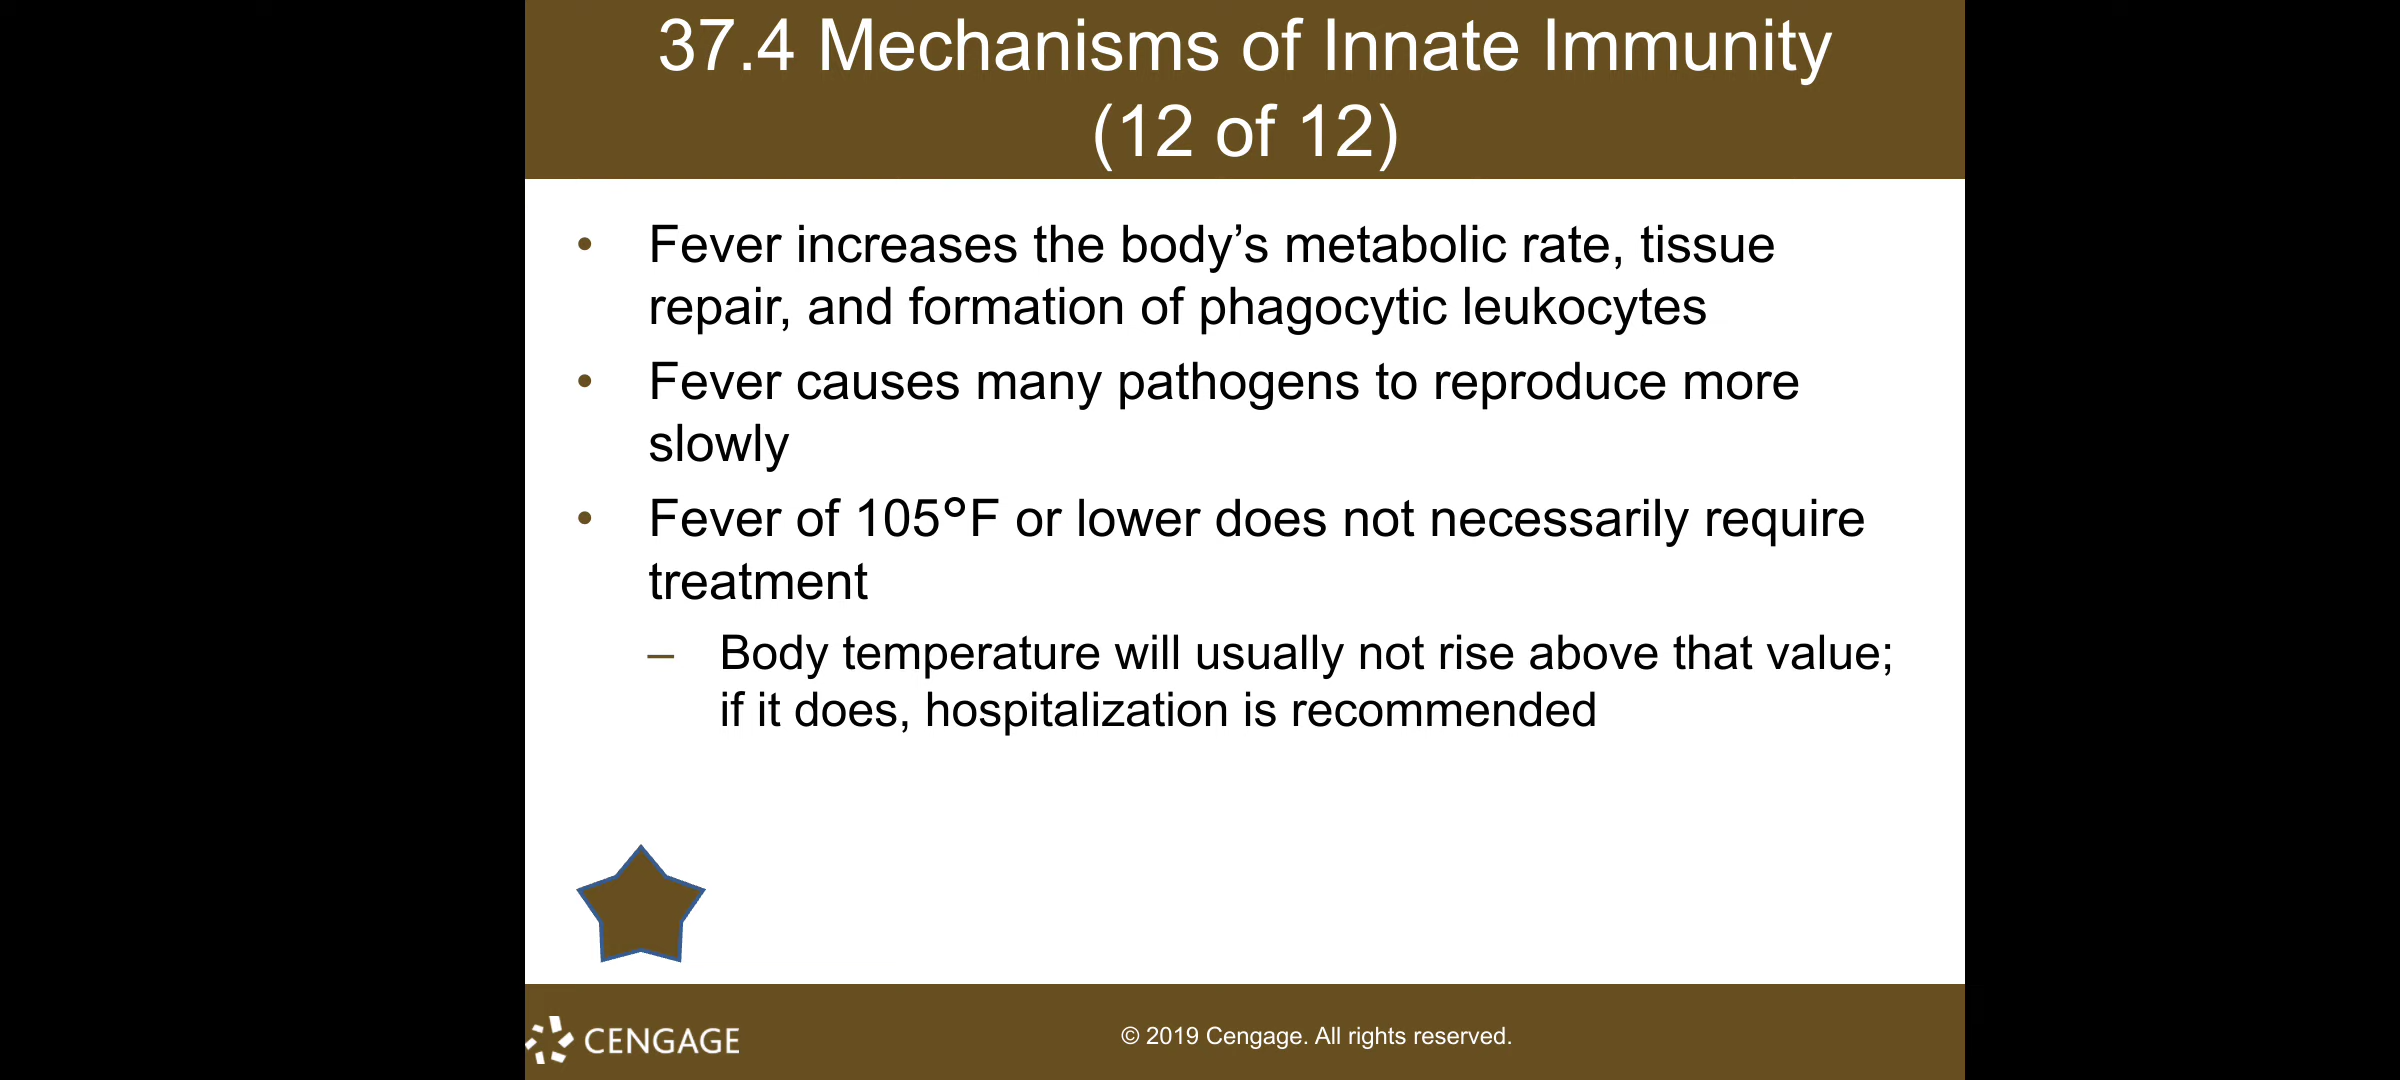 37.4 Mechanisms of Innate Immunity
(12 of 12)
• Fever increases the body’s metabolic rate, tissue
repair, and formation of phagocytic leukocytes
• Fever causes many pathogens to reproduce more
slowly
• Fever of 105°F or lower does not necessarily require
treatment
– Body temperature will usually not rise above that value;
if it does, hospitalization is recommended
CENGAGE
© 2019 Cengage. All rights reserved.